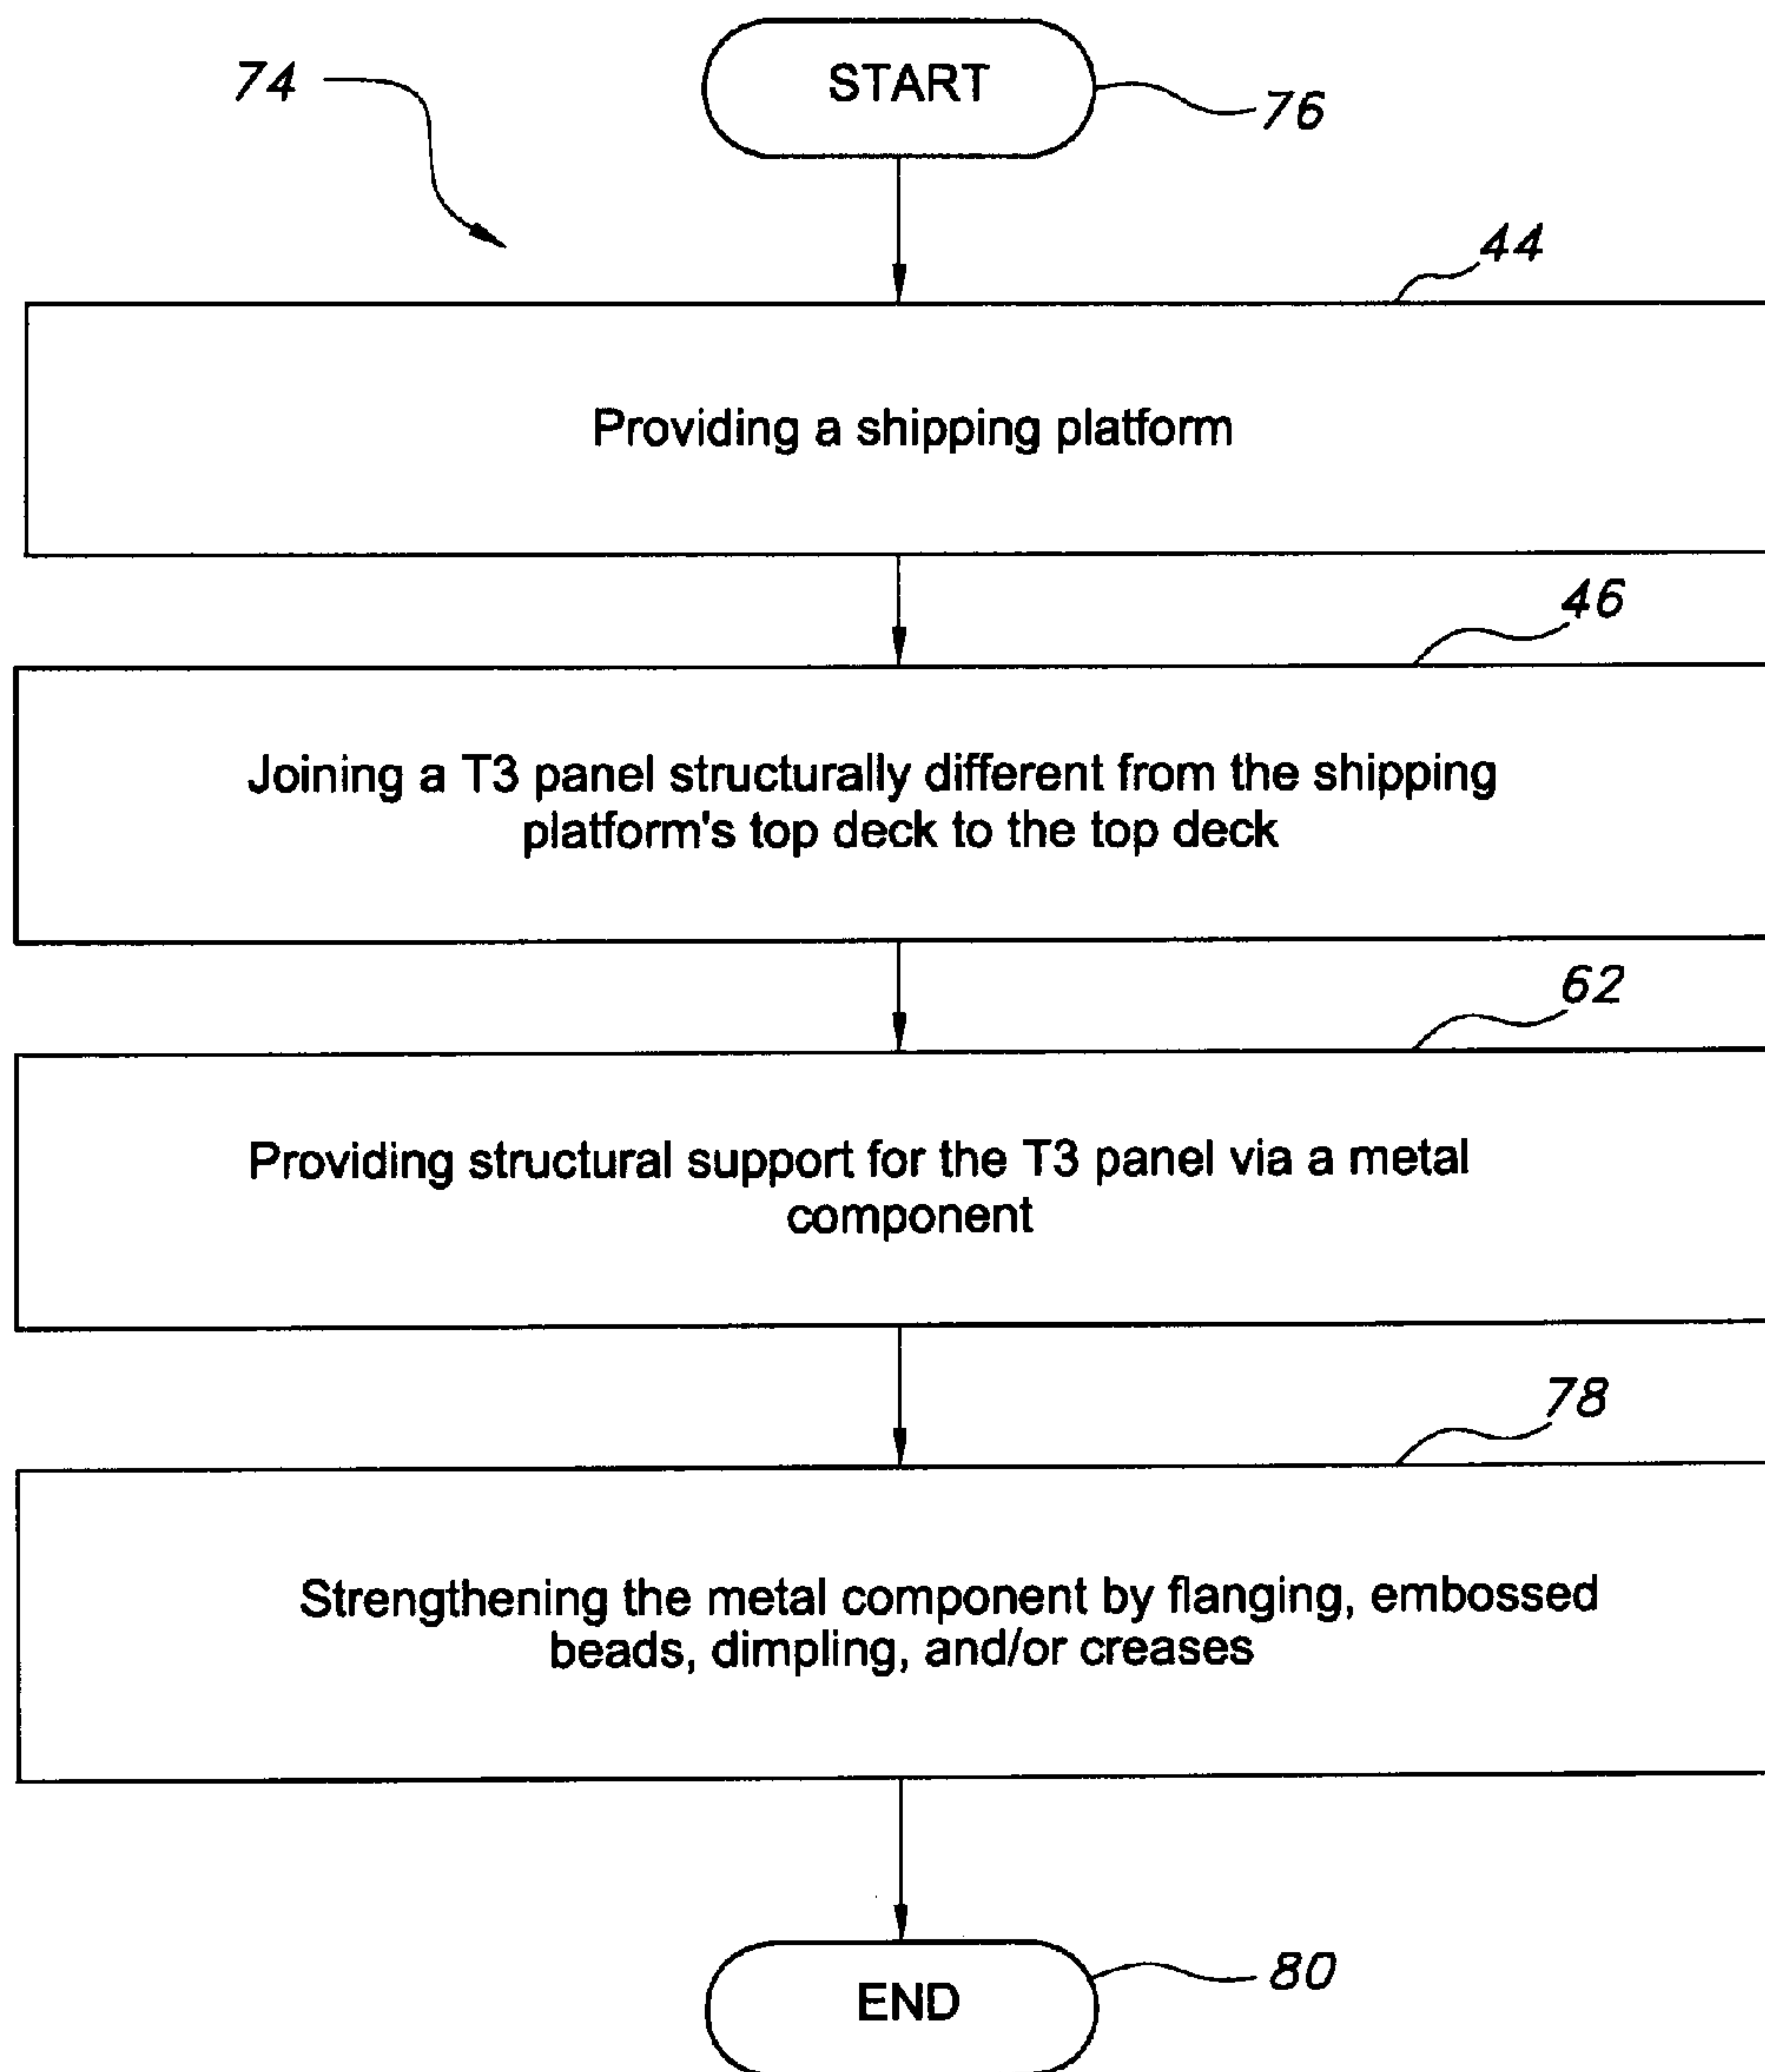 START
74
76
44
Providing a shipping platform
46
Joining a T3 panel structurally different from the shipping
platform's top deck to the top deck
62
Providing structural support for the T3 panel via a metal
component
78
Strengthening the metal component by flanging, embossed
beads, dimpling, and/or creases
END
80